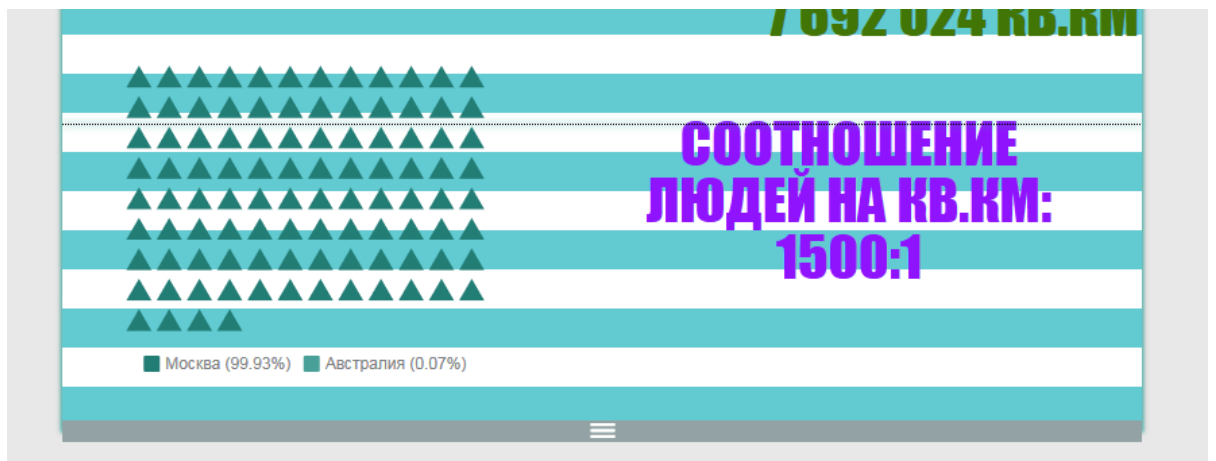 7 692 024 КВ.КМ
СООТНОШЕНИЕ
ЛЮДЕЙ НА КВ.КМ:
1500:1
Москва (99.93%) Австралия (0.07%)